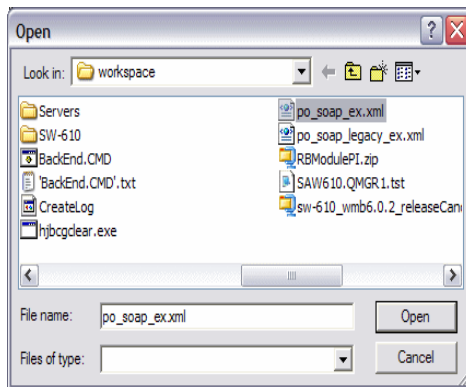 Open
Look in: workspace
Servers
SW-610
BackEnd.CMD
'BackEnd.CMD'.txt
CreateLog
hjbcgdear.exe
po_soap_ex.xml
po_soap_legacy_ex.xml
RBModulePI.zip
SAW610.QMGR1.tst
sw-610_wmb6.0.2_releaseCan
File name: po_soap_ex.xml Open
Files of type: Cancel